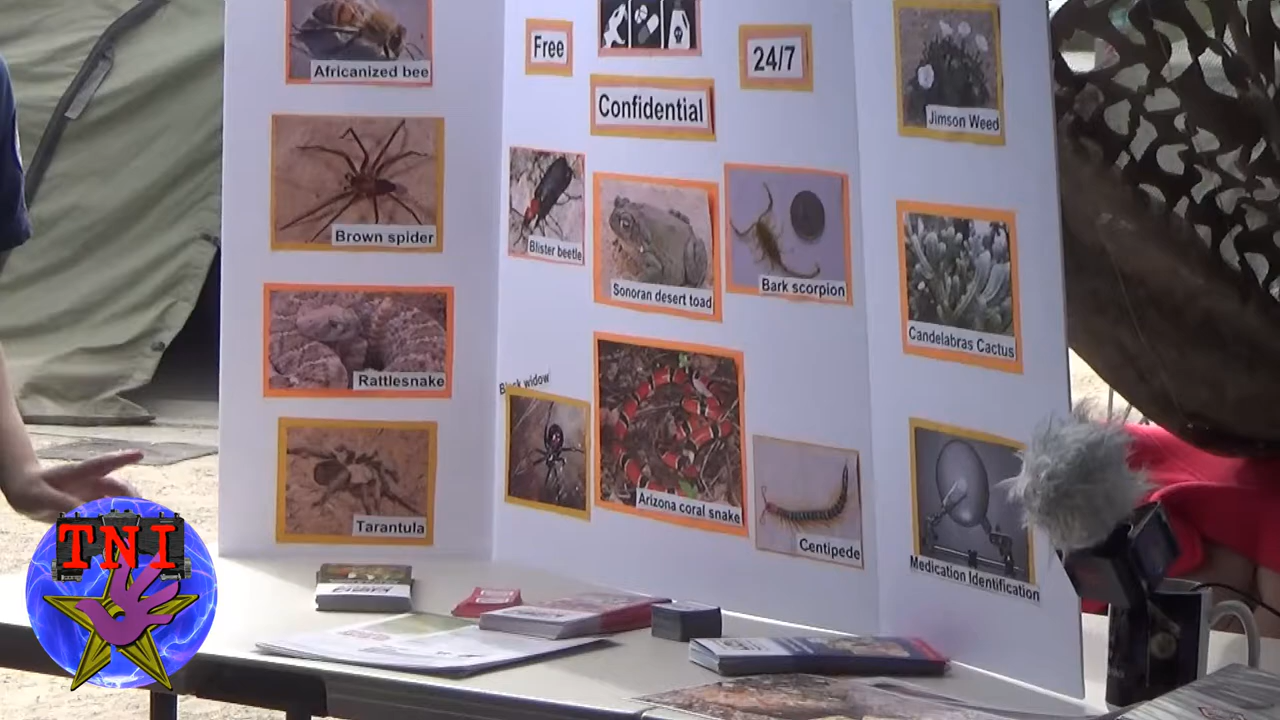 Africanized bee
Brown spider
Rattlesnake
Tarantula
Free
24/7
Confidential
Blister beetle
Sonoran desert toad
Bark scorpion
Black widow
Arizona coral snake
Centipede
Jimson Weed
Candelabras Cactus
Medication Identification
TNI